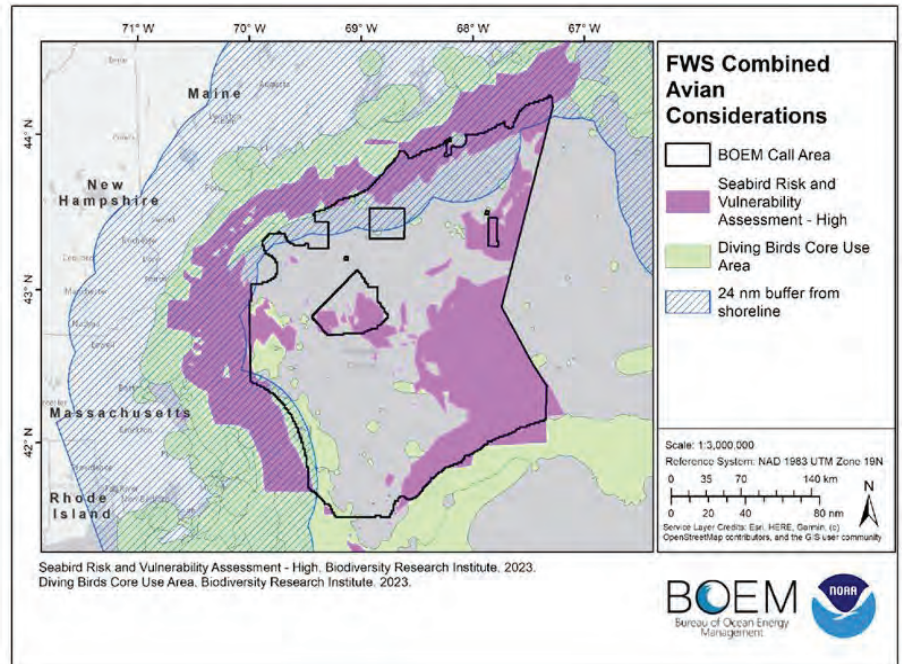 71° W 70° W 69° W 68° W 67° W
44° N
43° N
42° N
Maine
Augusta
New
Hampshire
Massachusetts
Rhode
Island
FWS Combined
Avian
Considerations
BOEM Call Area
Seabird Risk and
Vulnerability
Assessment - High
Diving Birds Core Use
Area
24 nm buffer from
shoreline
Scale: 1:3,000,000
Reference System: NAD 1983 UTM Zone 19N
0 35 70 140 km
N
0 20 40 80 nm
Service Layer Credits: Esri, HERE, Garmin, (c)
OpenStreetMap contributors, and the GIS user community
Seabird Risk and Vulnerability Assessment - High. Biodiversity Research Institute. 2023.
Diving Birds Core Use Area. Biodiversity Research Institute. 2023.
BOEM
Bureau of Ocean Energy
Management
NOAA